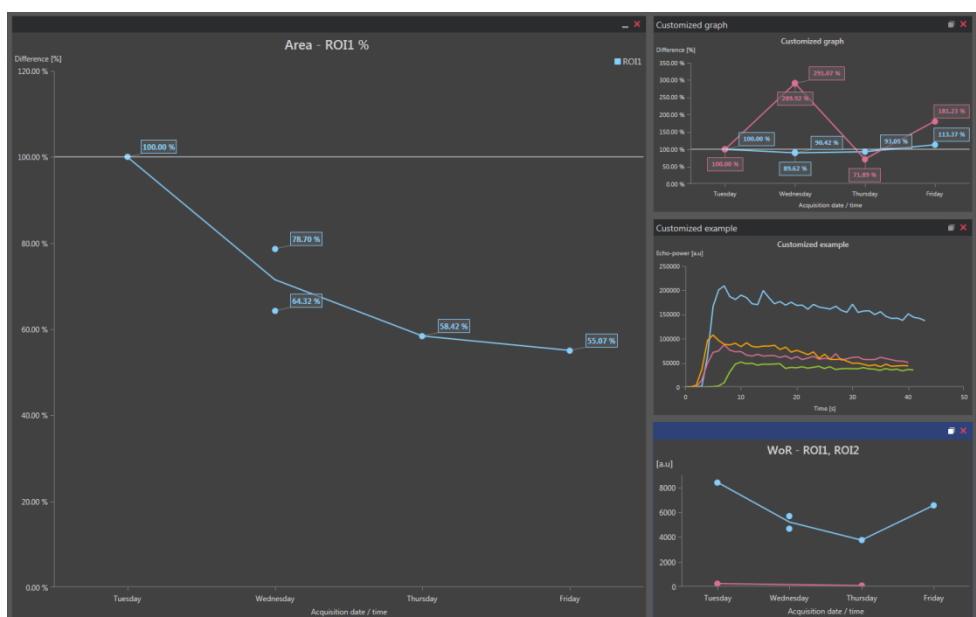 Area - ROI1 %
Difference [%]
ROI1
120.00 %
100.00 %
80.00 %
60.00 %
40.00 %
20.00 %
0.00 %
100.00 %
78.70 %
64.32 %
58.42 %
55.07 %
Tuesday
Wednesday
Thursday
Friday
Acquisition date / time
Customized graph
Customized graph
Difference [%]
350.00 %
300.00 %
250.00 %
200.00 %
150.00 %
100.00 %
50.00 %
0.00 %
291.07 %
289.92 %
181.23 %
100.00 %
90.42 %
93.05 %
113.37 %
100.00 %
89.62 %
71.89 %
Tuesday
Wednesday
Thursday
Friday
Acquisition date / time
Customized example
Customized example
Echo-power [a.u]
250000
200000
150000
100000
50000
0
0
10
20
30
40
50
Time [s]
WoR - ROI1, ROI2
[a.u]
8000
6000
4000
2000
0
Tuesday
Wednesday
Thursday
Friday
Acquisition date / time